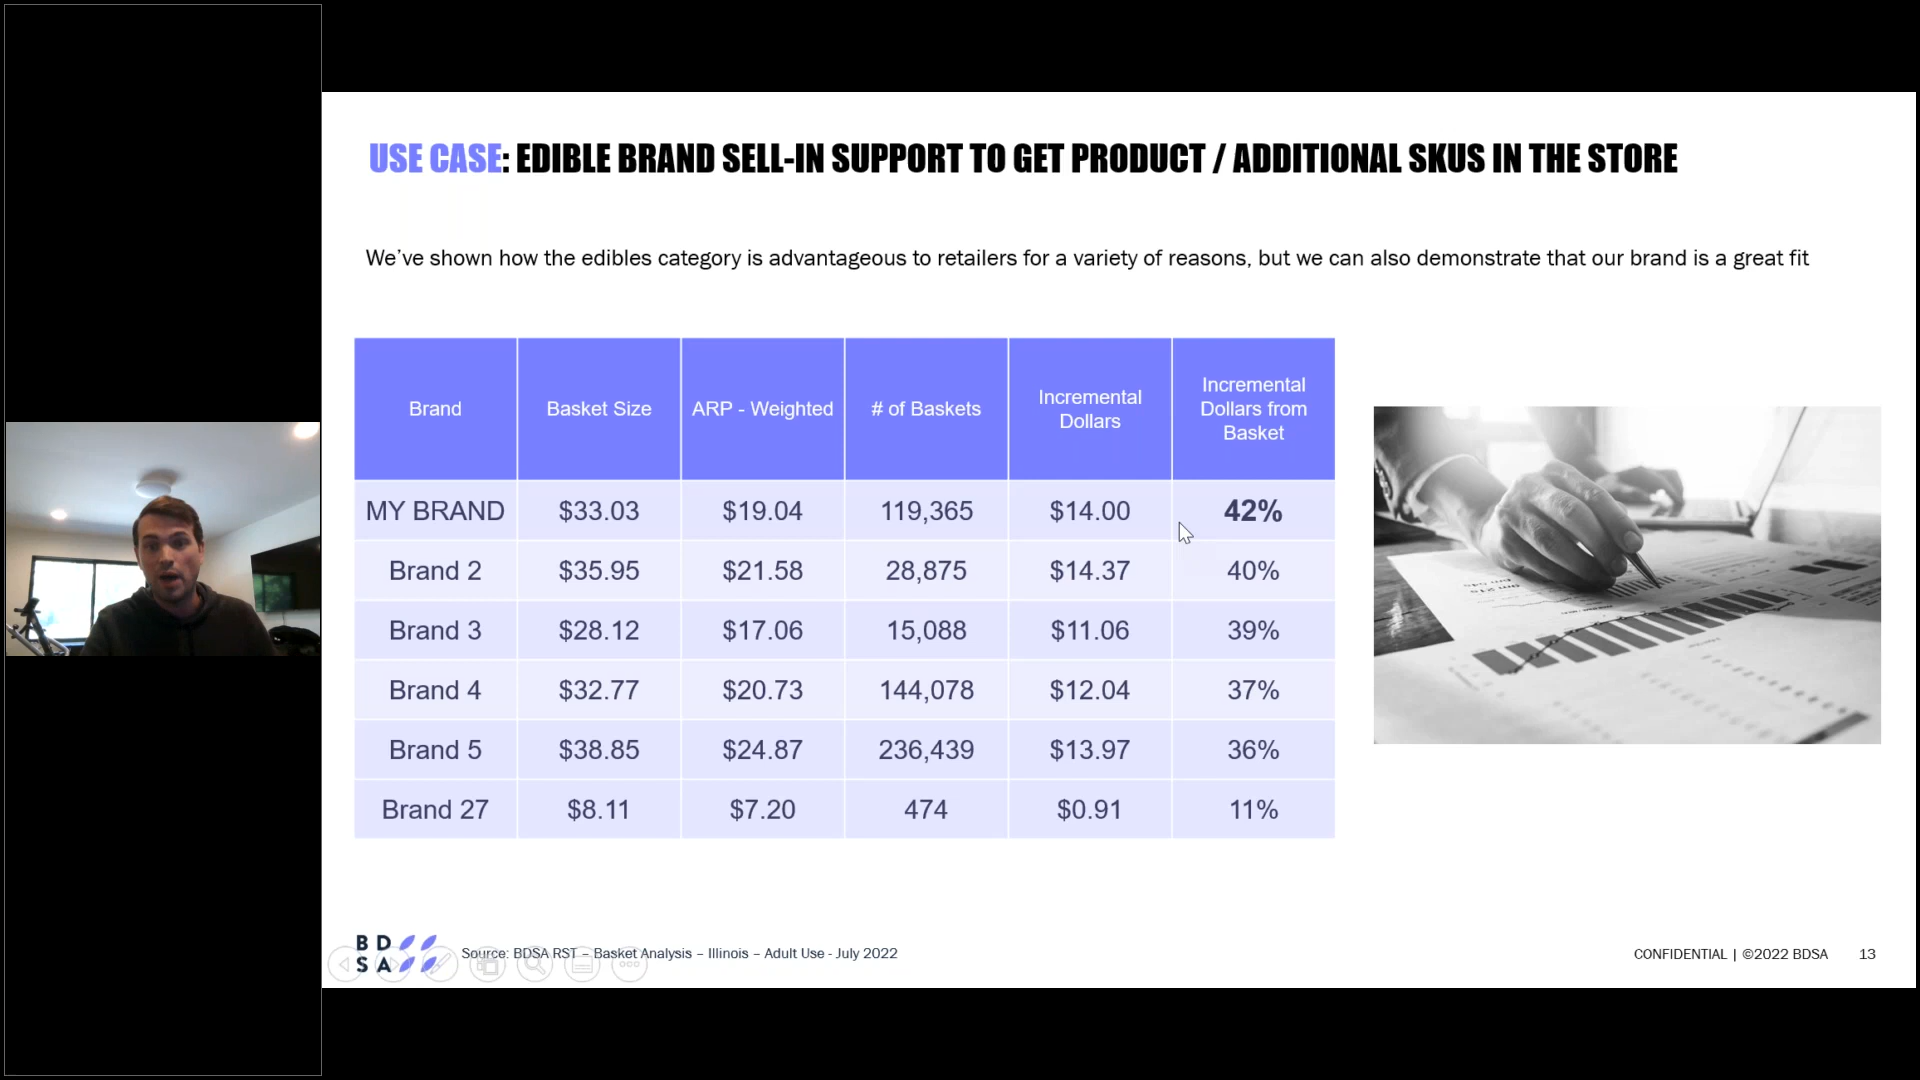 USE CASE: EDIBLE BRAND SELL-IN SUPPORT TO GET PRODUCT / ADDITIONAL SKUS IN THE STORE
We’ve shown how the edibles category is advantageous to retailers for a variety of reasons, but we can also demonstrate that our brand is a great fit
Brand Basket Size ARP - Weighted # of Baskets Incremental Dollars Incremental Dollars from Basket
MY BRAND $33.03 $19.04 119,365 $14.00 42%
Brand 2 $35.95 $21.58 28,875 $14.37 40%
Brand 3 $28.12 $17.06 15,088 $11.06 39%
Brand 4 $32.77 $20.73 144,078 $12.04 37%
Brand 5 $38.85 $24.87 236,439 $13.97 36%
Brand 27 $8.11 $7.20 474 $0.91 11%
BD
SA
Source: BDSA RST – Basket Analysis – Illinois – Adult Use - July 2022
CONFIDENTIAL | ©2022 BDSA 13